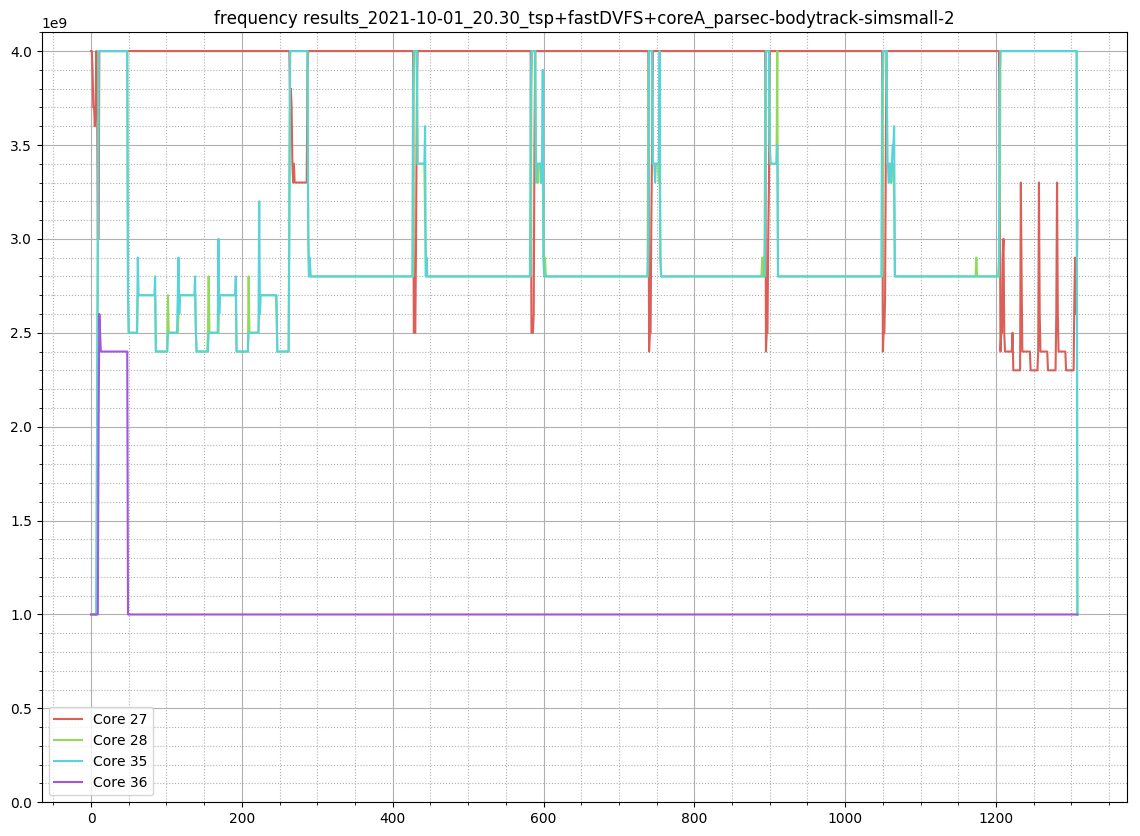 frequency results_2021-10-01_20.30_tsp+fastDVFS+coreA_parsec-bodytrack-simsmall-2
1e9
4.0
3.5
3.0
2.5
2.0
1.5
1.0
0.5
0.0
Core 27
Core 28
Core 35
Core 36
0 200 400 600 800 1000 1200